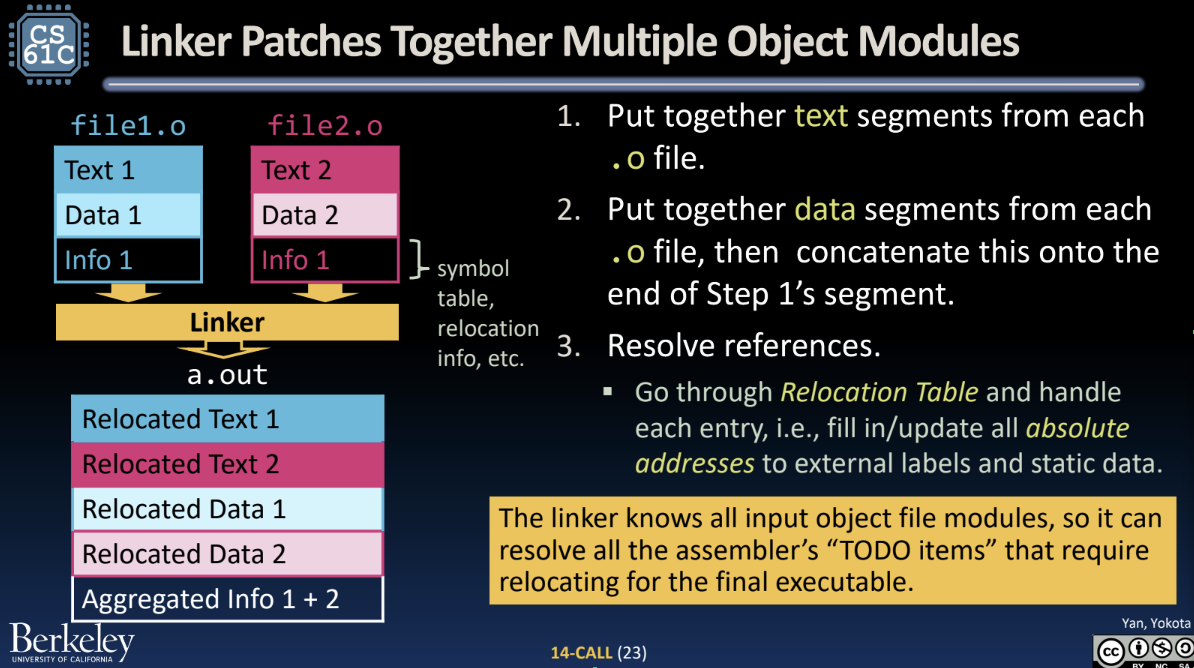 CS
61C
Linker Patches Together Multiple Object Modules
file1.o
file2.o
Text 1
Data 1
Info 1
Text 2
Data 2
Info 1
symbol
table,
relocation
info, etc.
Linker
a.out
Relocated Text 1
Relocated Text 2
Relocated Data 1
Relocated Data 2
Aggregated Info 1 + 2
1. Put together text segments from each
.o file.
2. Put together data segments from each
.o file, then concatenate this onto the
end of Step 1’s segment.
3. Resolve references.
▪ Go through Relocation Table and handle
each entry, i.e., fill in/update all absolute
addresses to external labels and static data.
The linker knows all input object file modules, so it can
resolve all the assembler’s “TODO items” that require
relocating for the final executable.
Berkeley
UNIVERSITY OF CALIFORNIA
14-CALL (23)
Yan, Yokota
cc
BY NC SA